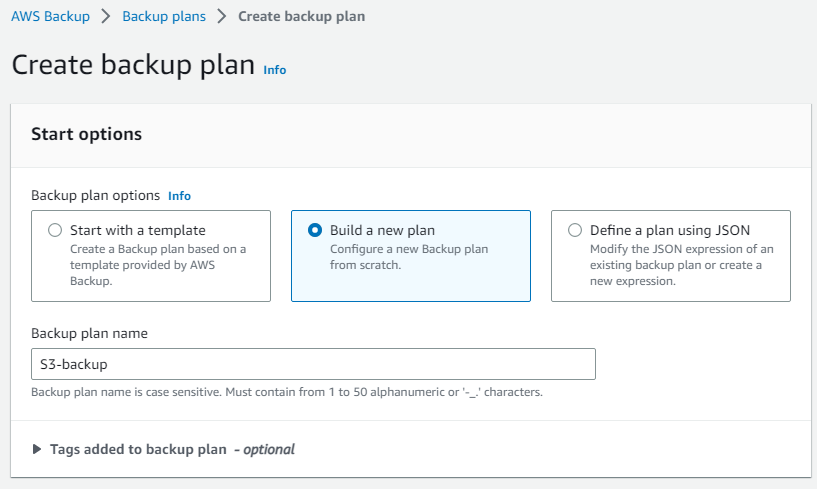 AWS Backup > Backup plans > Create backup plan
Create backup plan Info
Start options
Backup plan options Info
Start with a template
Create a Backup plan based on a
template provided by AWS
Backup.
Build a new plan
Configure a new Backup plan
from scratch.
Define a plan using JSON
Modify the JSON expression of an
existing backup plan or create a
new expression.
Backup plan name
S3-backup
Backup plan name is case sensitive. Must contain from 1 to 50 alphanumeric or '-_.' characters.
Tags added to backup plan - optional